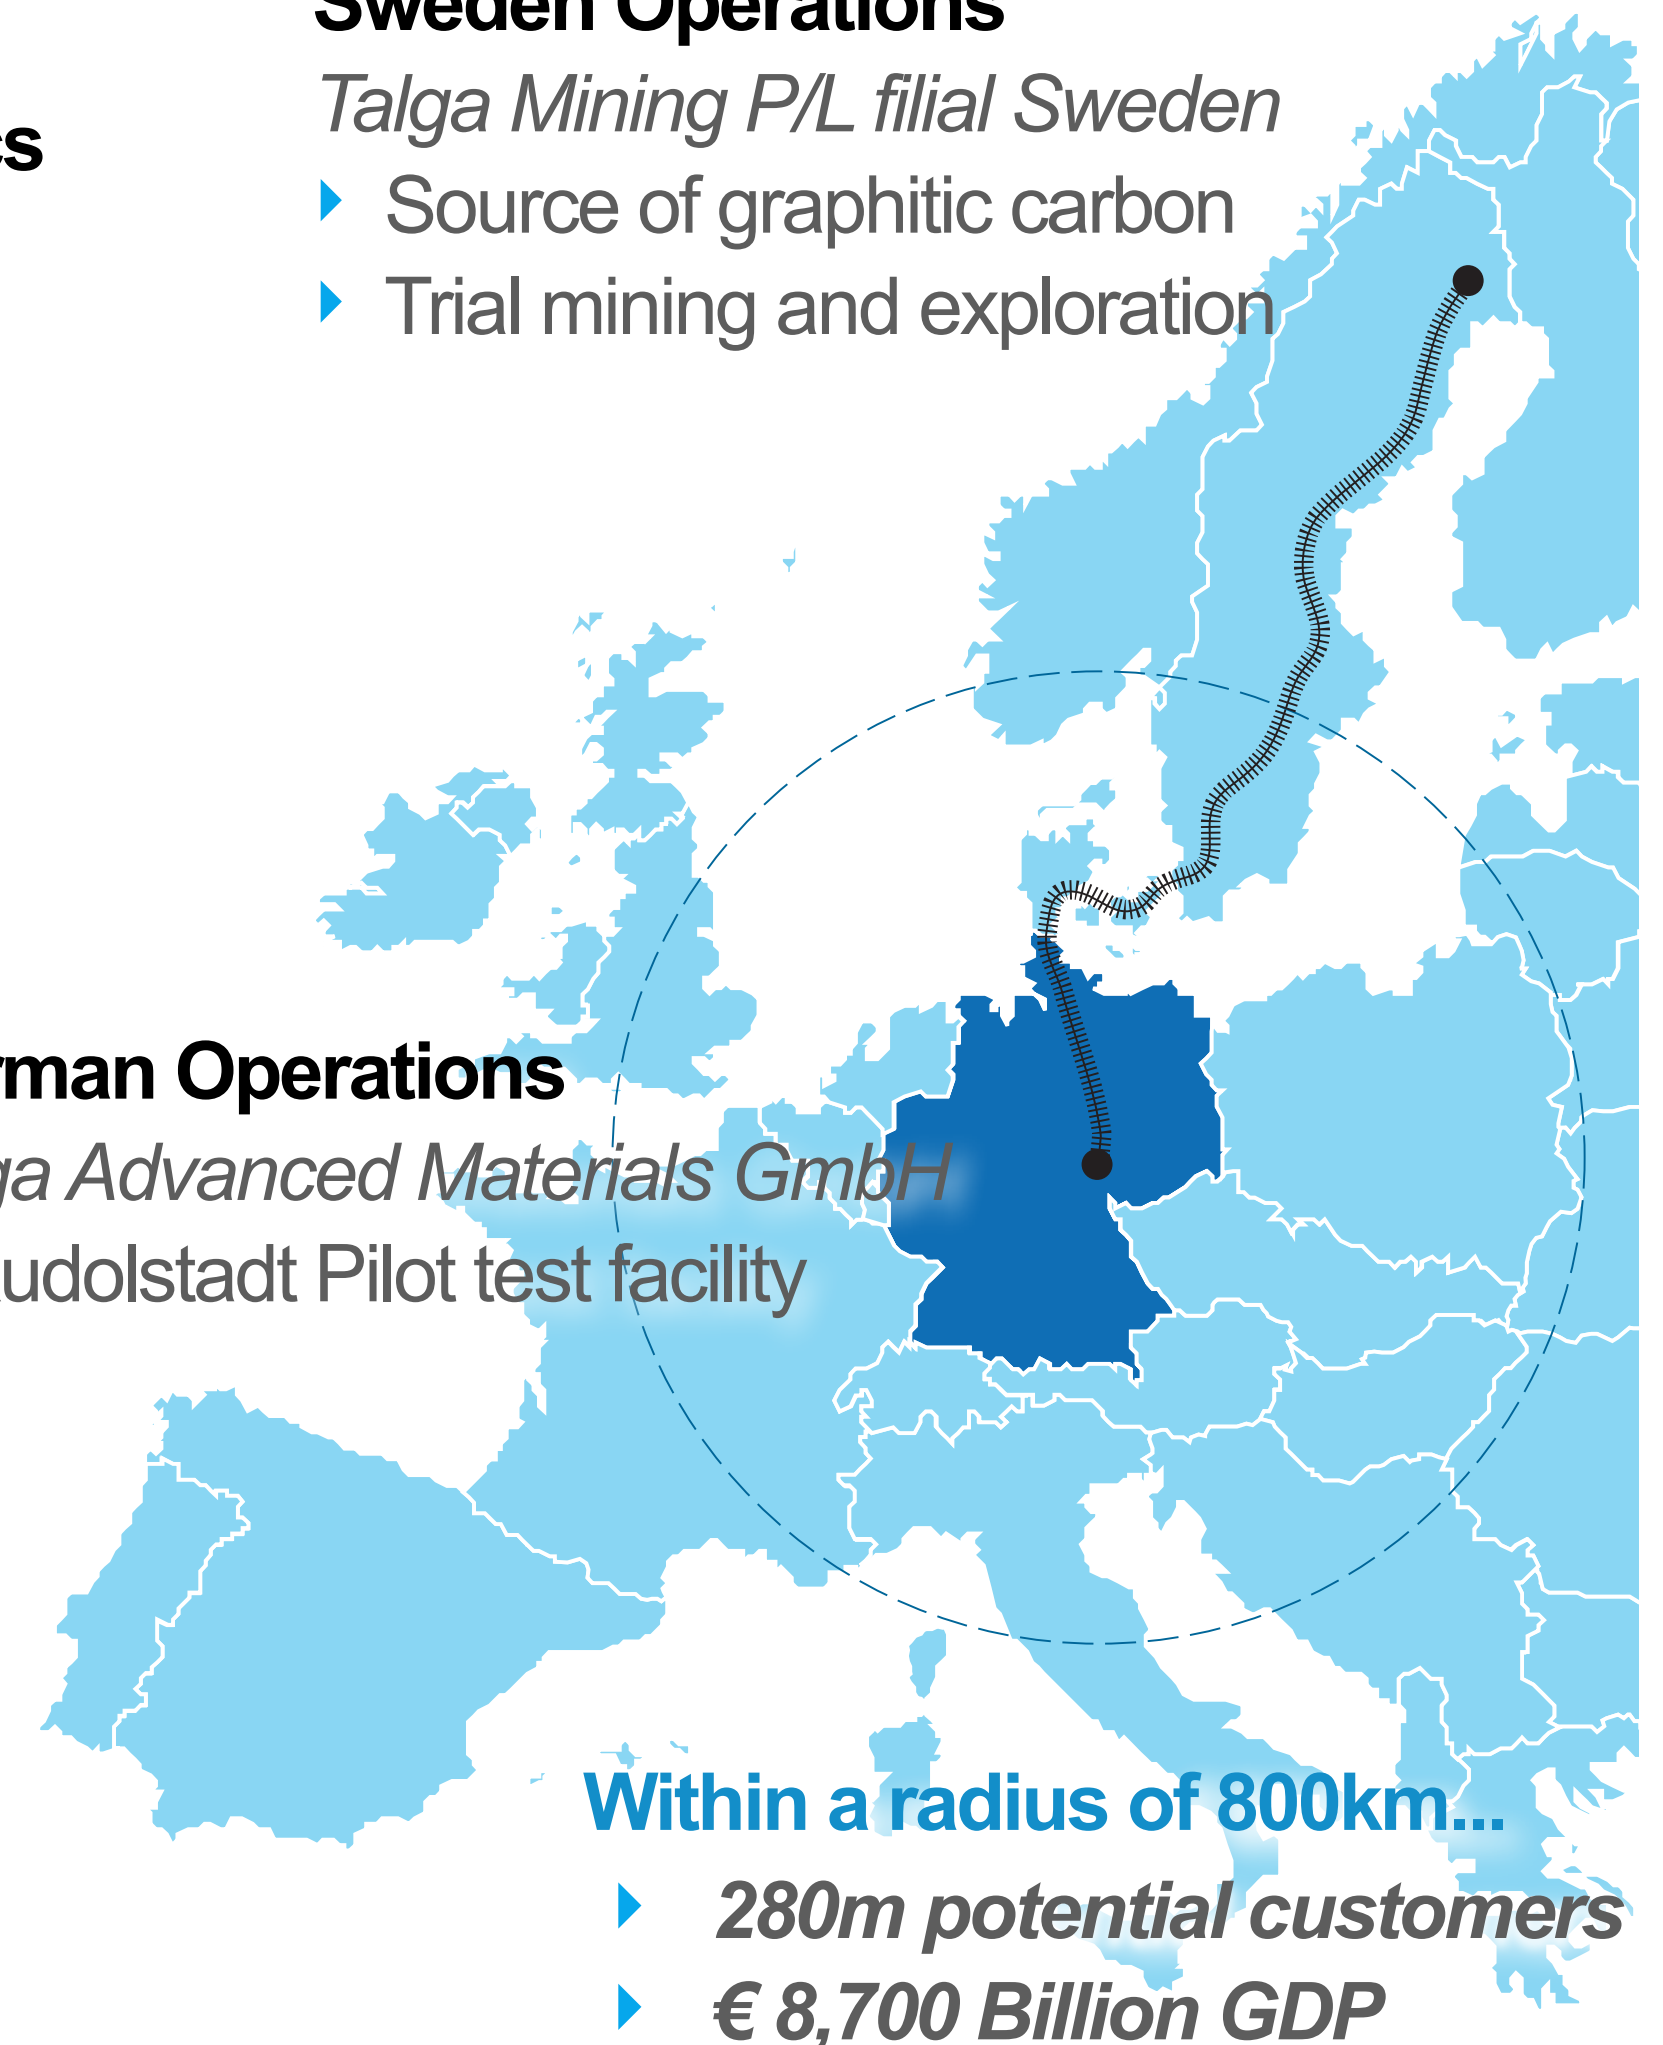 Sweden Operations
cs
Talga Mining P/L filial Sweden
Source of graphitic carbon
Trial mining and exploration
rman Operations
ga Advanced Materials GmbH
udolstadt Pilot test facility
Within a radius of 800km...
280m potential customers
€ 8,700 Billion GDP